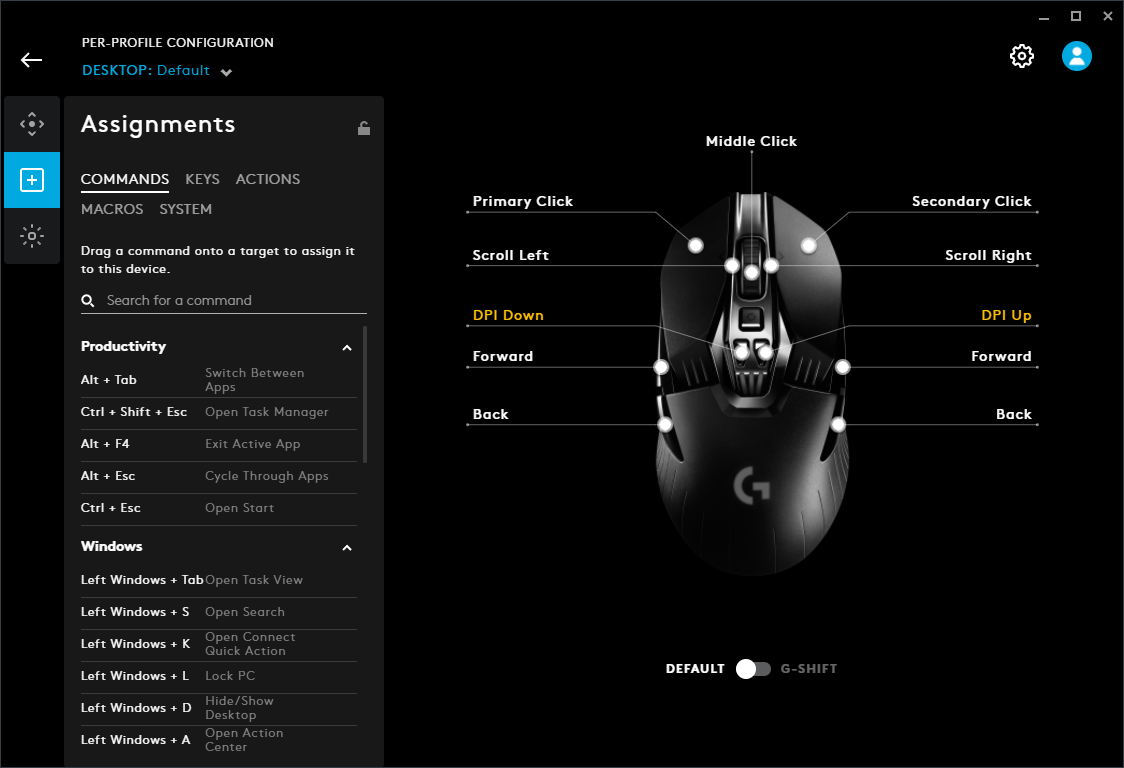 PER-PROFILE CONFIGURATION
DESKTOP: Default
Assignments
COMMANDS KEYS ACTIONS
MACROS SYSTEM
Drag a command onto a target to assign it
to this device.
Search for a command
Productivity
Alt + Tab Switch Between
Apps
Ctrl + Shift + Esc Open Task Manager
Alt + F4 Exit Active App
Alt + Esc Cycle Through Apps
Ctrl + Esc Open Start
Windows
Left Windows + Tab Open Task View
Left Windows + S Open Search
Left Windows + K Open Connect
Quick Action
Left Windows + L Lock PC
Left Windows + D Hide/Show
Desktop
Left Windows + A Open Action
Center
Middle Click
Primary Click Secondary Click
Scroll Left Scroll Right
DPI Down DPI Up
Forward Forward
Back Back
G
DEFAULT G-SHIFT